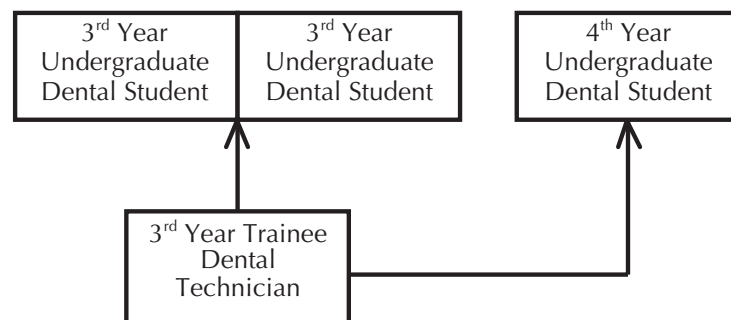 3rd Year
Undergraduate
Dental Student
3rd Year
Undergraduate
Dental Student
4th Year
Undergraduate
Dental Student
3rd Year Trainee
Dental
Technician